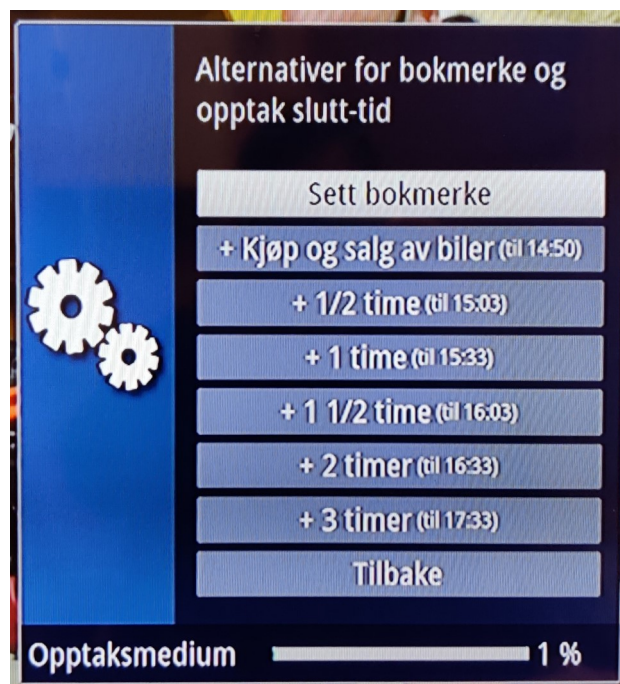 Alternativer for bokmerke og
opptak slutt-tid
Sett bokmerke
+ Kjøp og salg av biler (til 14:50)
+ 1/2 time (til 15:03)
+ 1 time (til 15:33)
+ 1 1/2 time (til 16:03)
+ 2 timer (til 16:33)
+ 3 timer (til 17:33)
Tilbake
Opptaksmedium 1 %